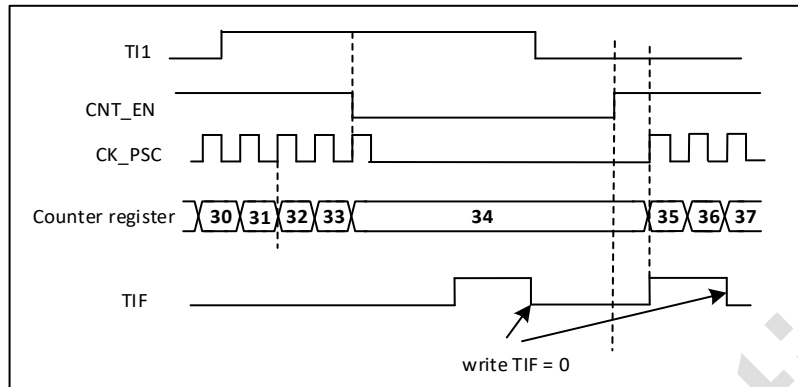 TI1
CNT_EN
CK_PSC
Counter register 30 31 32 33 34 35 36 37
TIF
write TIF = 0